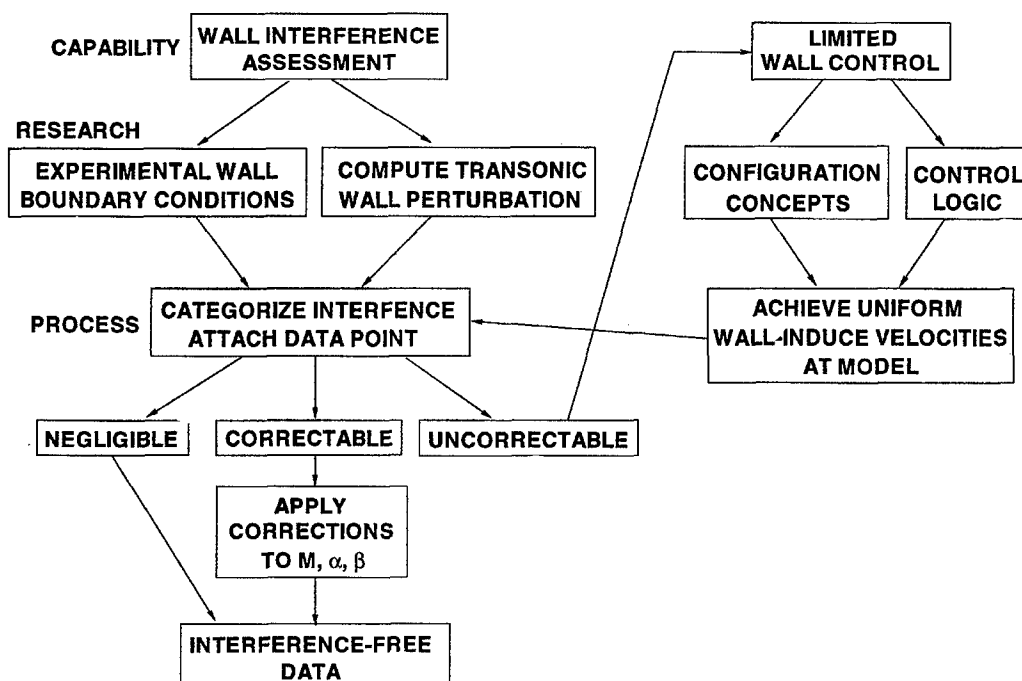 CAPABILITY
WALL INTERFERENCE
ASSESSMENT
LIMITED
WALL CONTROL
RESEARCH
EXPERIMENTAL WALL
BOUNDARY CONDITIONS
COMPUTE TRANSONIC
WALL PERTURBATION
CONFIGURATION
CONCEPTS
CONTROL
LOGIC
PROCESS
CATEGORIZE INTERFENCE
ATTACH DATA POINT
ACHIEVE UNIFORM
WALL-INDUCE VELOCITIES
AT MODEL
NEGLIGIBLE
CORRECTABLE
UNCORRECTABLE
APPLY
CORRECTIONS
TO M, α, β
INTERFERENCE-FREE
DATA